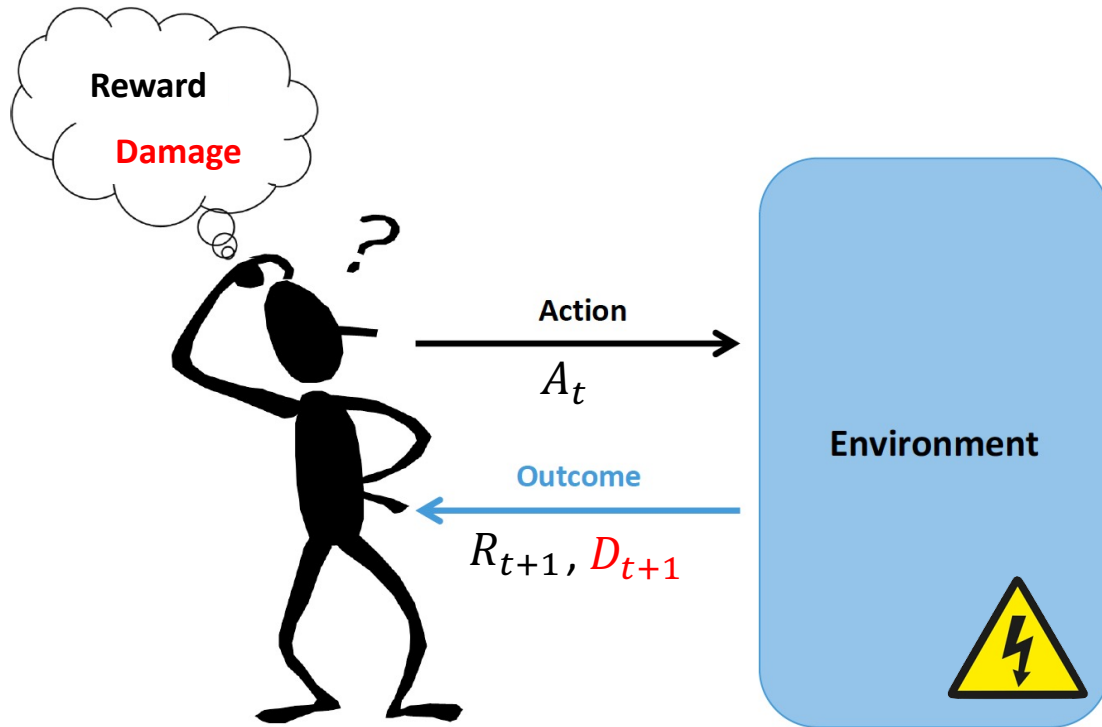 Reward
Damage
?
Action
A_t
Environment
Outcome
R_{t+1}, D_{t+1}